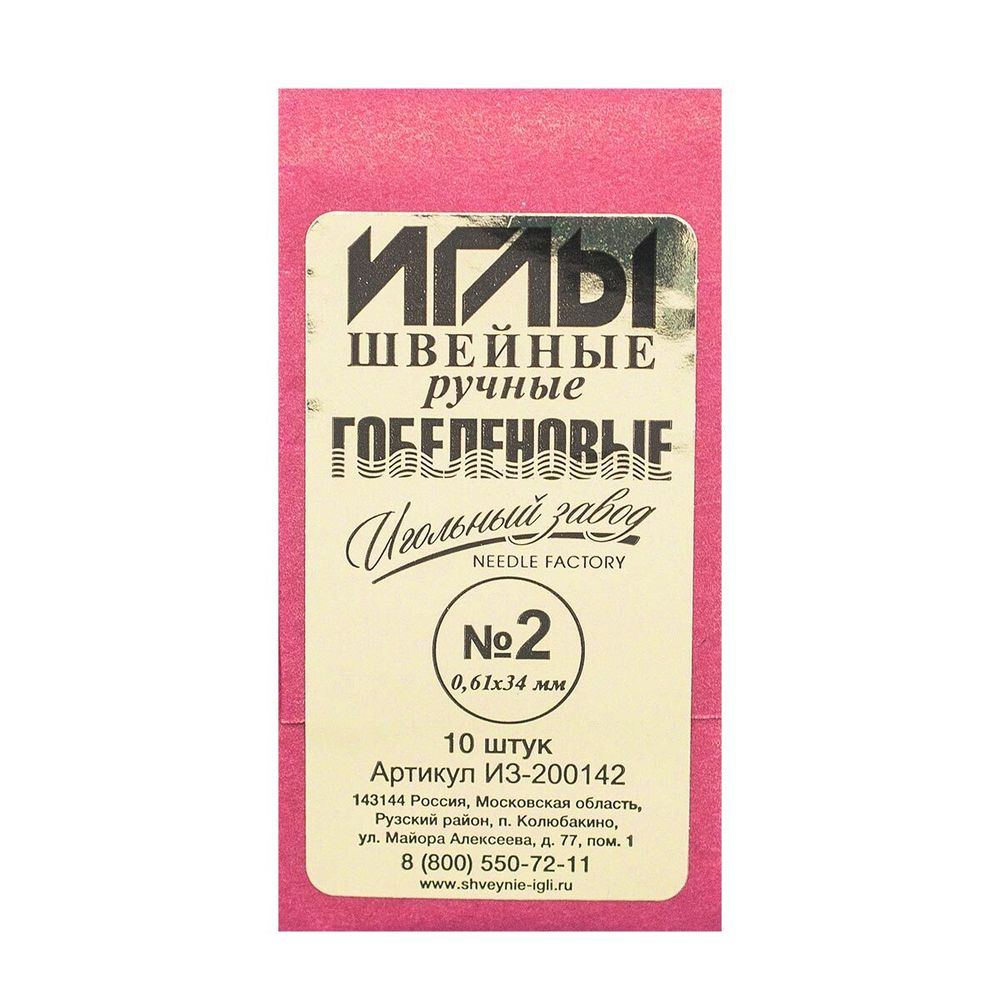 ИГЛЫ
ШВЕЙНЫЕ
ручные
ГОБЕЛЕНОВЫЕ
Игольный завод
NEEDLE FACTORY
№2
0,61х34 мм
10 штук
Артикул ИЗ-200142
143144 Россия, Московская область,
Рузский район, п. Колюбакино,
ул. Майора Алексеева, д. 77, пом. 1
8 (800) 550-72-11
www.shveynie-igli.ru